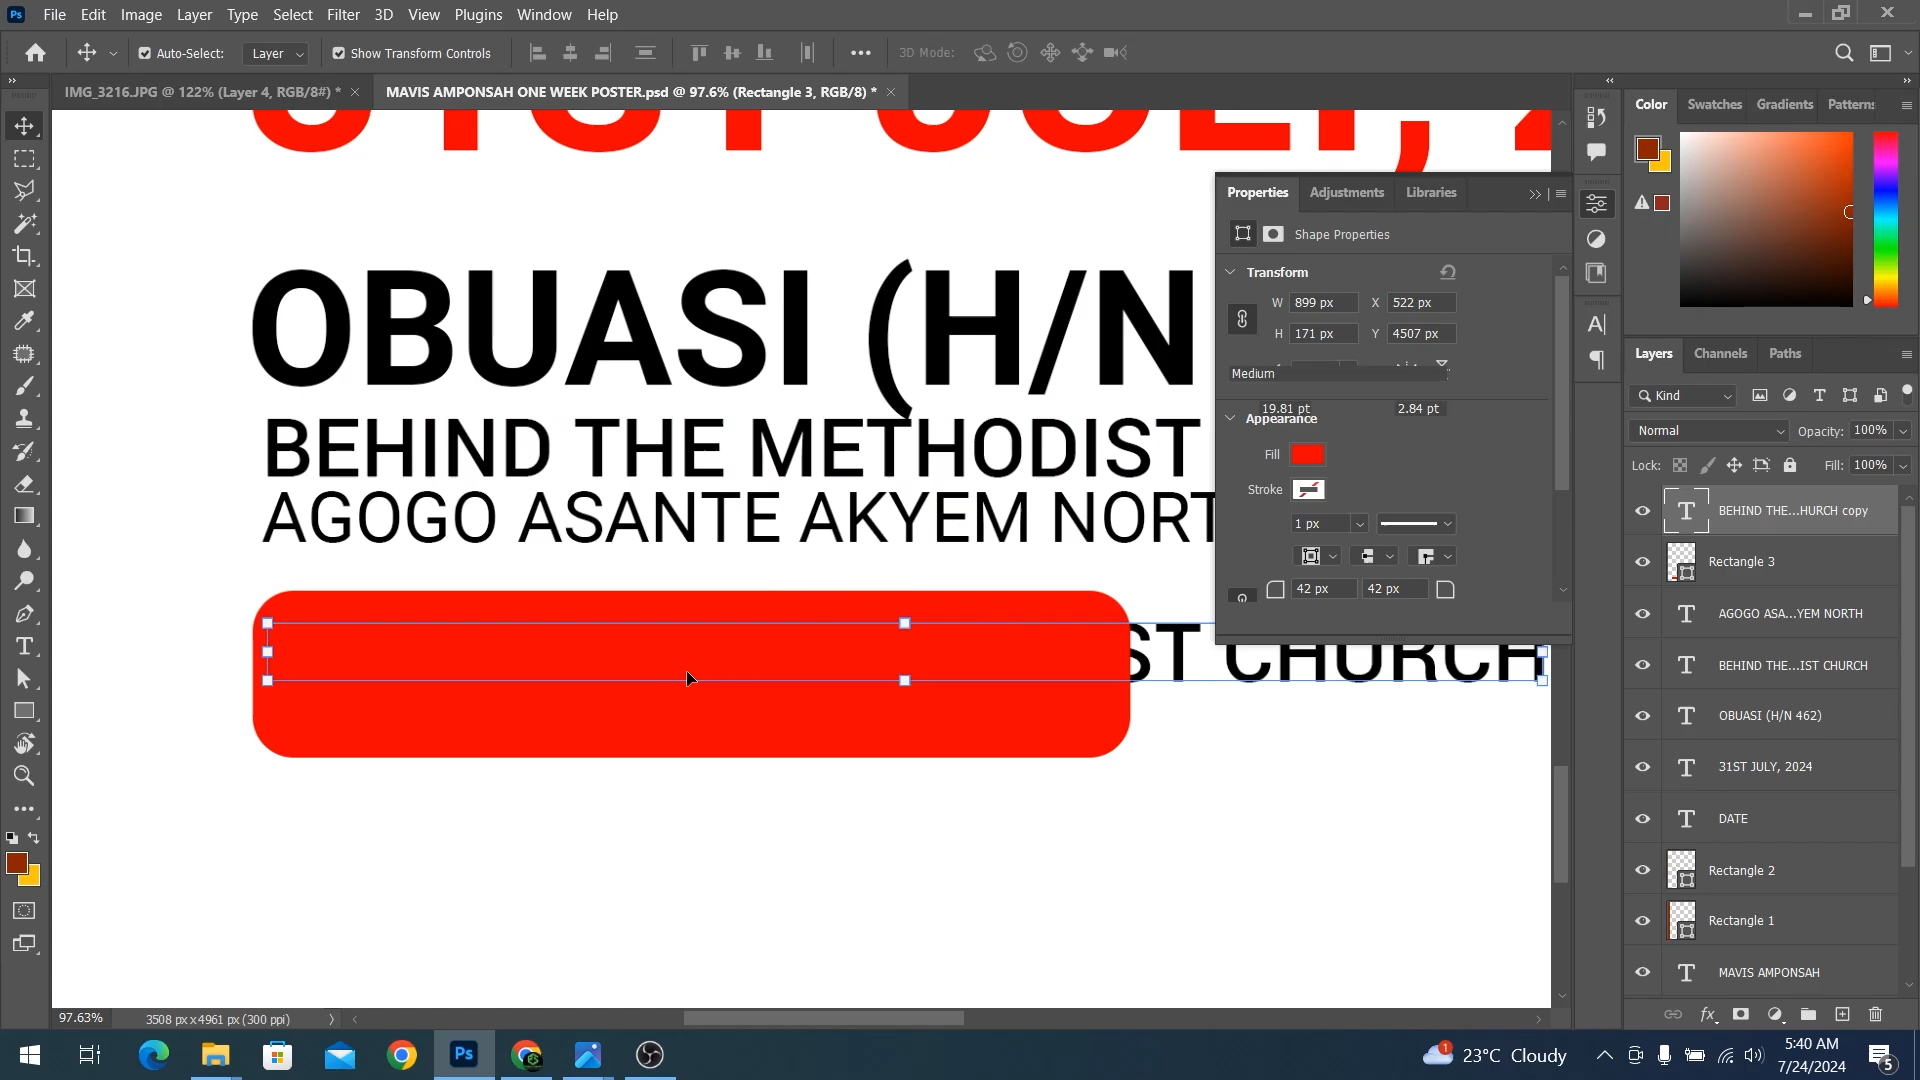 File Edit Image Layer Type Select Filter 3D View Plugins Window Help
Auto-Select: Layer Show Transform Controls 3D Mode:
IMG_3216.JPG @ 122% (Layer 4, RGB/8#) * MAVIS AMPONSAH ONE WEEK POSTER.psd @ 97.6% (Rectangle 3, RGB/8) *
31ST JULY, 2
OBUASI (H/N
BEHIND THE METHODIST
AGOGO ASANTE AKYEM NORT
ST CHURCH
Properties Adjustments Libraries
Shape Properties
Transform
W 899 px X 522 px
H 171 px Y 4507 px
Medium
19.81 pt 2.84 pt
Appearance
Fill
Stroke
1 px
42 px 42 px
Color Swatches Gradients Patterns
Layers Channels Paths
Kind
Normal Opacity: 100%
Lock: Fill: 100%
BEHIND THE...HURCH copy
Rectangle 3
AGOGO ASA...YEM NORTH
BEHIND THE...IST CHURCH
OBUASI (H/N 462)
31ST JULY, 2024
DATE
Rectangle 2
Rectangle 1
MAVIS AMPONSAH
97.63% 3508 px x 4961 px (300 ppi)
23°C Cloudy
5:40 AM
7/24/2024
5